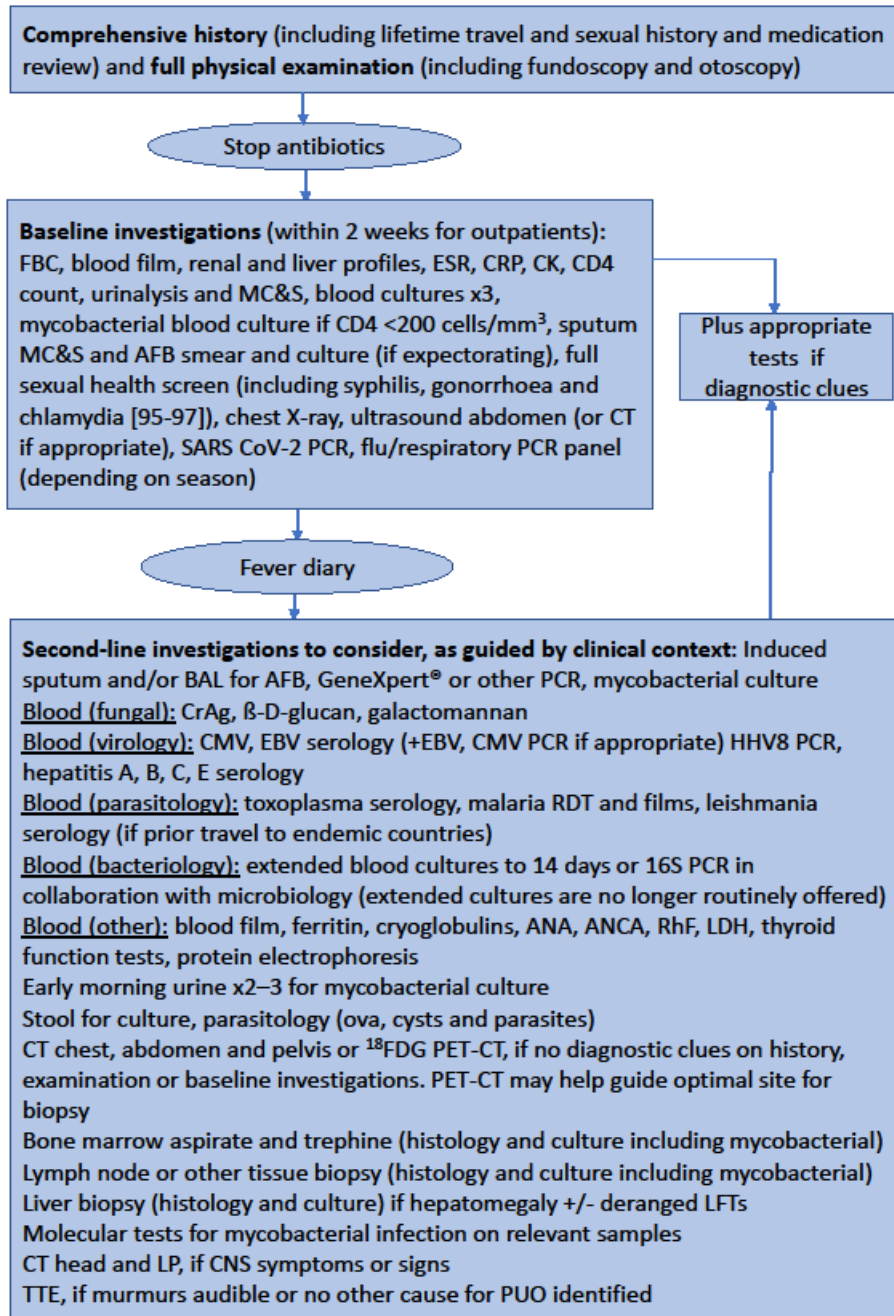 Comprehensive history (including lifetime travel and sexual history and medication
review) and full physical examination (including fundoscopy and otoscopy)
Stop antibiotics
Baseline investigations (within 2 weeks for outpatients):
FBC, blood film, renal and liver profiles, ESR, CRP, CK, CD4
count, urinalysis and MC&S, blood cultures x3,
mycobacterial blood culture if CD4 <200 cells/mm³, sputum
MC&S and AFB smear and culture (if expectorating), full
sexual health screen (including syphilis, gonorrhoea and
chlamydia [95-97]), chest X-ray, ultrasound abdomen (or CT
if appropriate), SARS CoV-2 PCR, flu/respiratory PCR panel
(depending on season)
Plus appropriate
tests if
diagnostic clues
Fever diary
Second-line investigations to consider, as guided by clinical context: Induced
sputum and/or BAL for AFB, GeneXpert® or other PCR, mycobacterial culture
Blood (fungal): CrAg, ß-D-glucan, galactomannan
Blood (virology): CMV, EBV serology (+EBV, CMV PCR if appropriate) HHV8 PCR,
hepatitis A, B, C, E serology
Blood (parasitology): toxoplasma serology, malaria RDT and films, leishmania
serology (if prior travel to endemic countries)
Blood (bacteriology): extended blood cultures to 14 days or 16S PCR in
collaboration with microbiology (extended cultures are no longer routinely offered)
Blood (other): blood film, ferritin, cryoglobulins, ANA, ANCA, RhF, LDH, thyroid
function tests, protein electrophoresis
Early morning urine x2–3 for mycobacterial culture
Stool for culture, parasitology (ova, cysts and parasites)
CT chest, abdomen and pelvis or ¹⁸FDG PET-CT, if no diagnostic clues on history,
examination or baseline investigations. PET-CT may help guide optimal site for
biopsy
Bone marrow aspirate and trephine (histology and culture including mycobacterial)
Lymph node or other tissue biopsy (histology and culture including mycobacterial)
Liver biopsy (histology and culture) if hepatomegaly +/- deranged LFTs
Molecular tests for mycobacterial infection on relevant samples
CT head and LP, if CNS symptoms or signs
TTE, if murmurs audible or no other cause for PUO identified